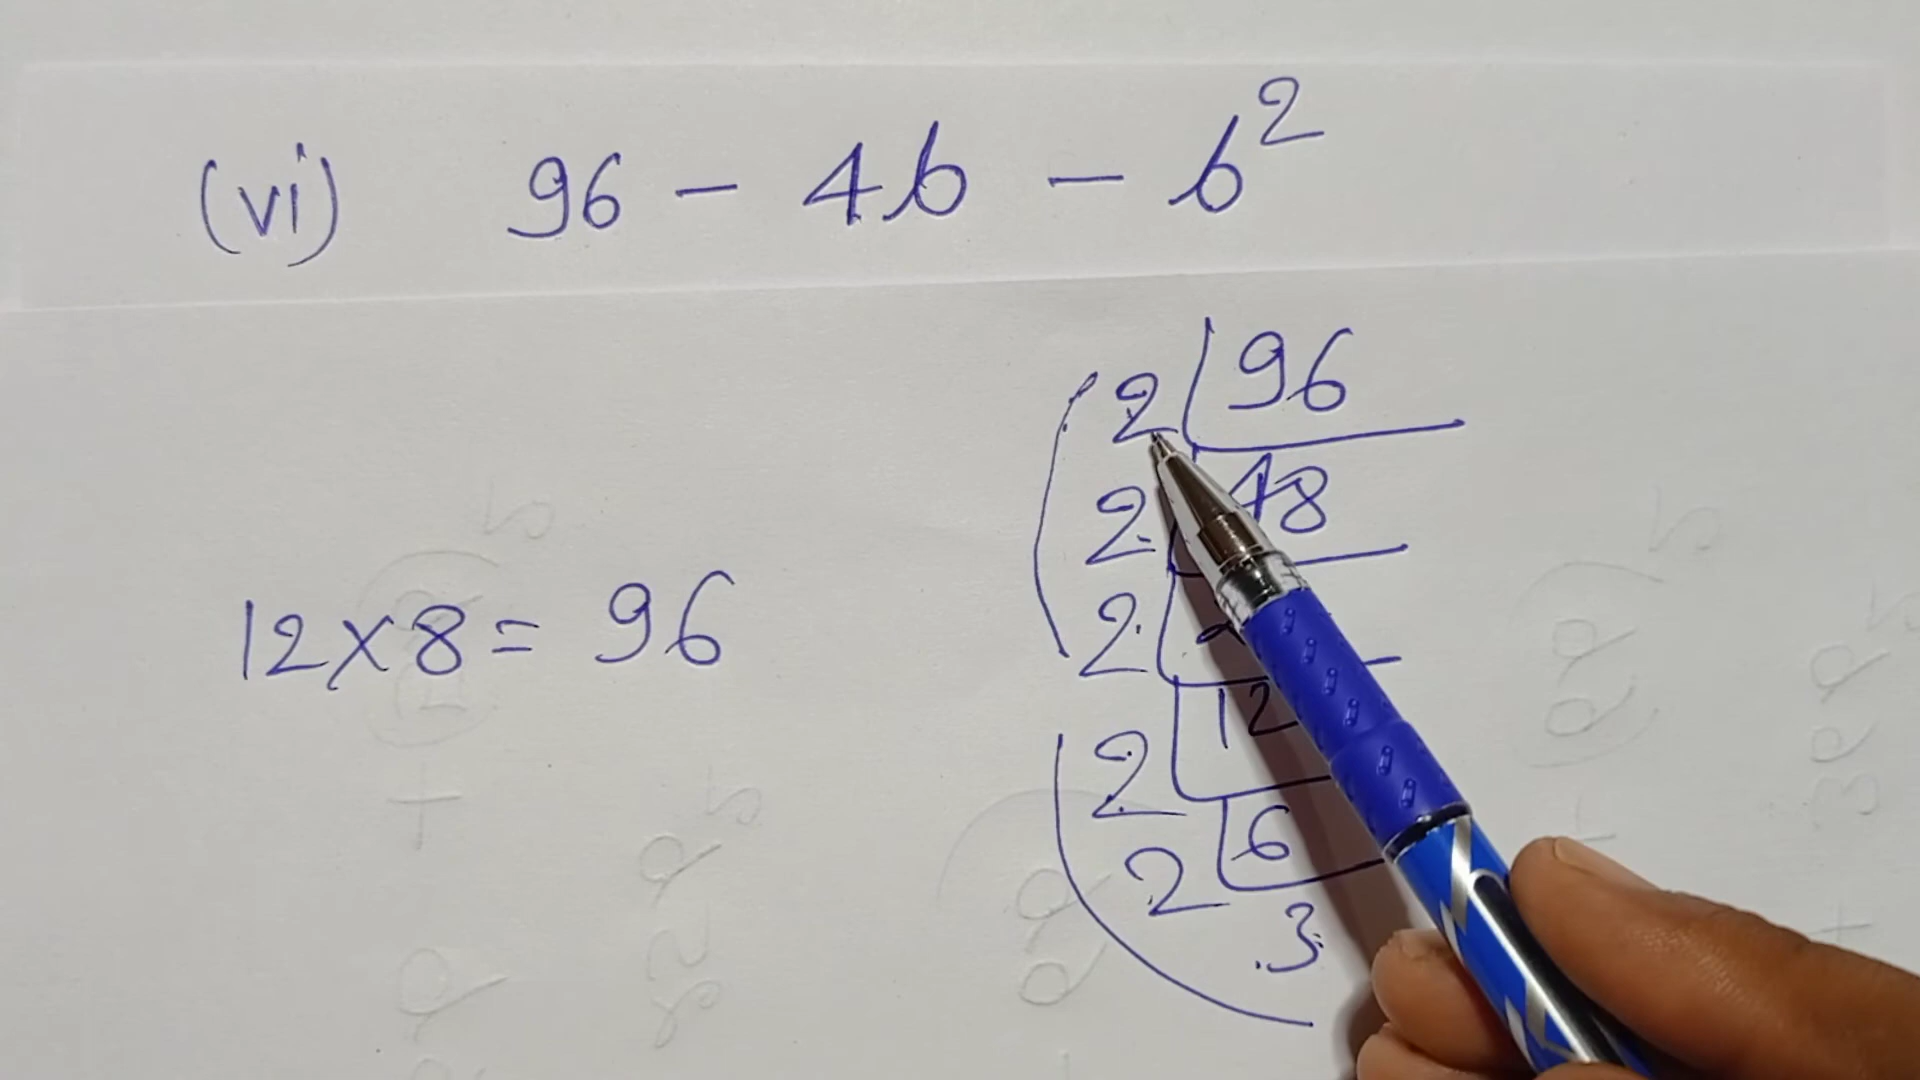 (vi) 96 - 4b - b²
2 | 96
2 | 48
12 × 8 = 96
2
2 | 12
2 | 6
3